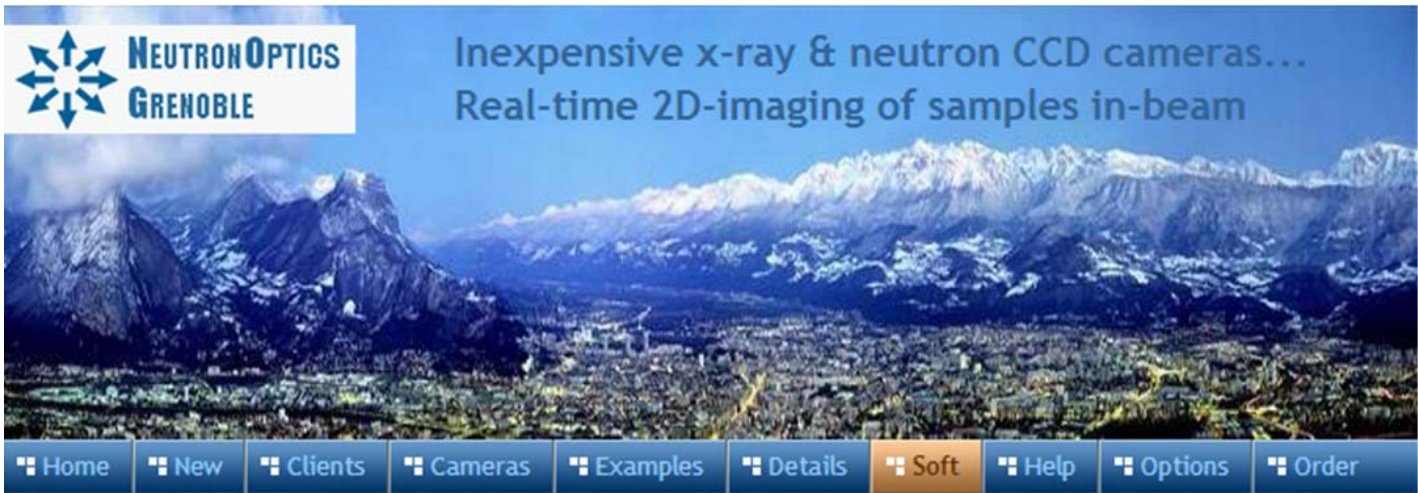 NEUTRONOPTICS
GRENOBLE
Inexpensive x-ray & neutron CCD cameras...
Real-time 2D-imaging of samples in-beam
Home New Clients Cameras Examples Details Soft Help Options Order